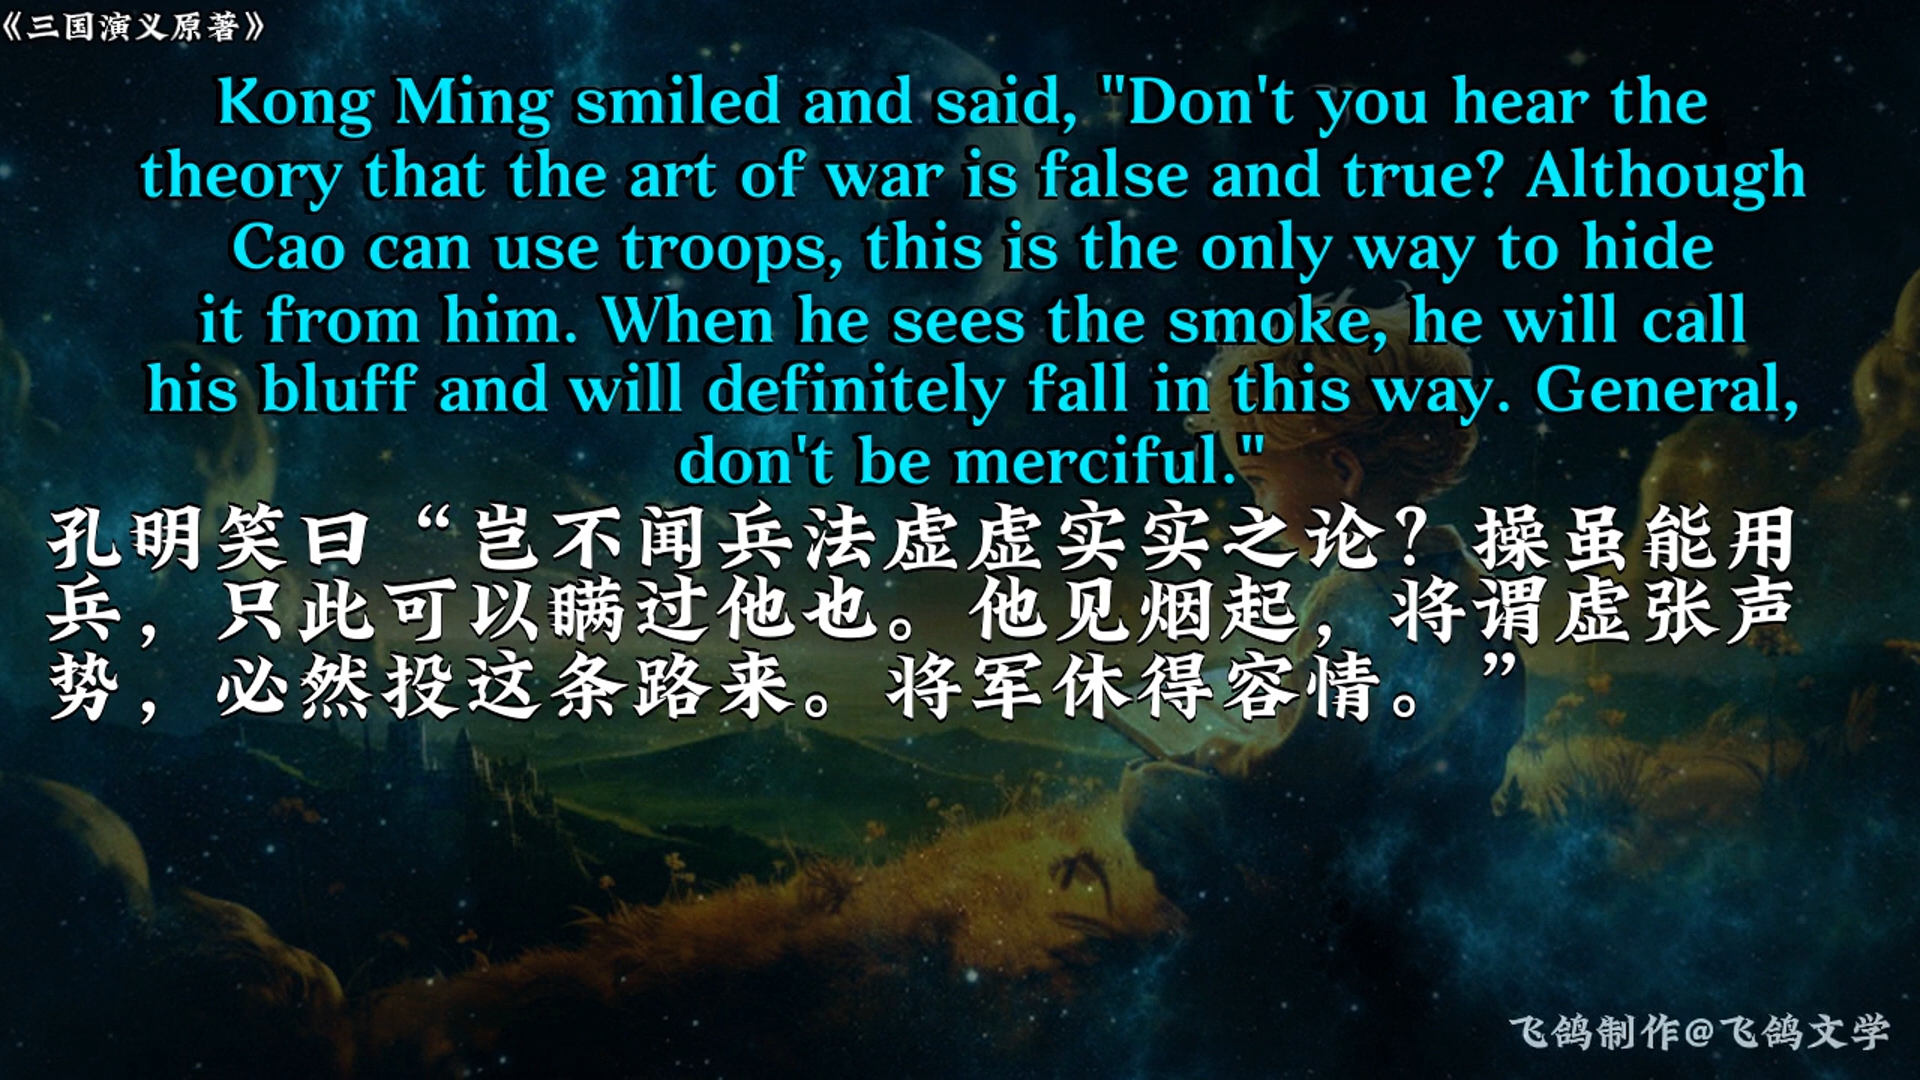 《三国演义原著》
Kong Ming smiled and said, "Don't you hear the
theory that the art of war is false and true? Although
Cao can use troops, this is the only way to hide
it from him. When he sees the smoke, he will call
his bluff and will definitely fall in this way. General,
don't be merciful."
孔明笑曰“岂不闻兵法虚虚实实之论？操虽能用
兵，只此可以瞒过他也。他见烟起，将谓虚张声
势，必然投这条路来。将军休得容情。”
飞鸽制作@飞鸽文学